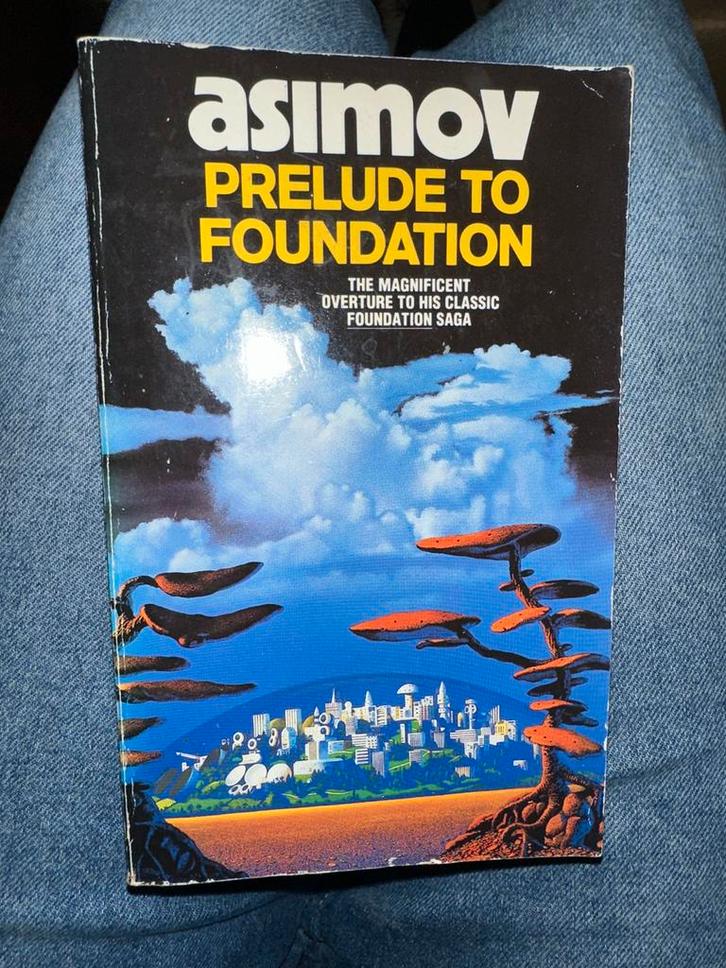 asimov
PRELUDE TO
FOUNDATION
THE MAGNIFICENT
OVERTURE TO HIS CLASSIC
FOUNDATION SAGA